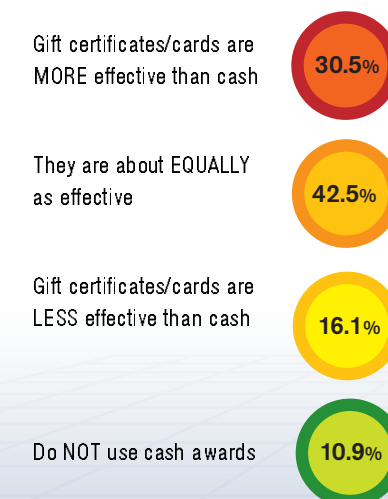 Gift certificates/cards are
MORE effective than cash
30.5%
They are about EQUALLY
as effective
42.5%
Gift certificates/cards are
LESS effective than cash
16.1%
Do NOT use cash awards
10.9%